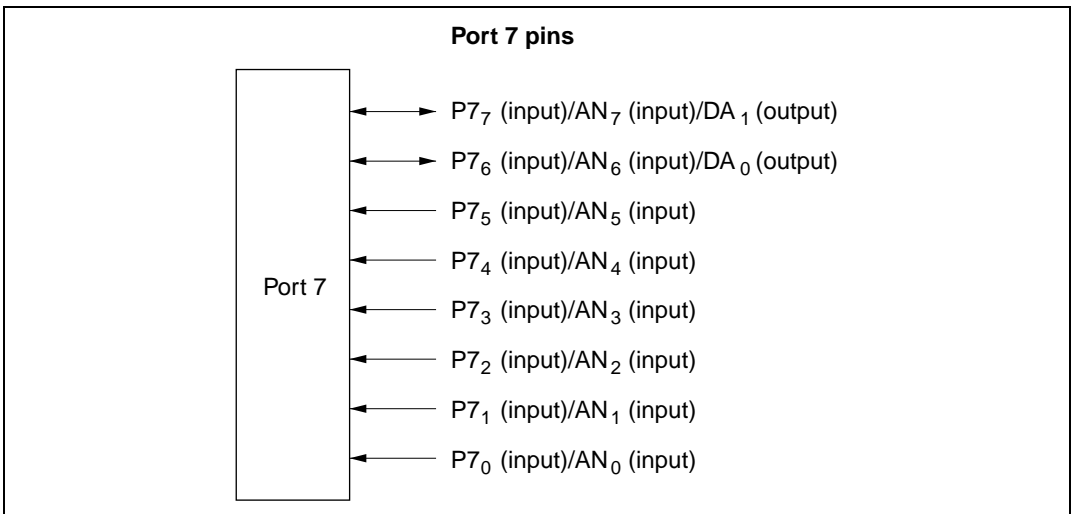 Port 7 pins
P7₇ (input)/AN₇ (input)/DA₁ (output)
P7₆ (input)/AN₆ (input)/DA₀ (output)
P7₅ (input)/AN₅ (input)
P7₄ (input)/AN₄ (input)
Port 7
P7₃ (input)/AN₃ (input)
P7₂ (input)/AN₂ (input)
P7₁ (input)/AN₁ (input)
P7₀ (input)/AN₀ (input)